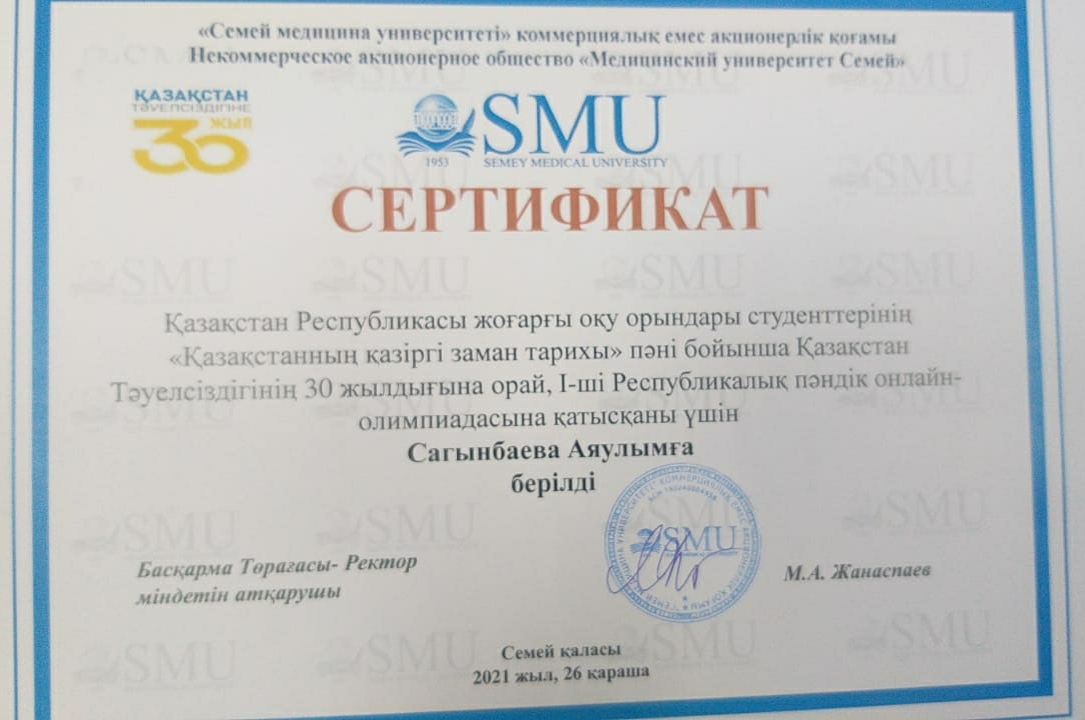 «Семей медицина университеті» коммерциялық емес акционерлік қоғамы
Некоммерческое акционерное общество «Медицинский университет Семей»
ҚАЗАҚСТАН
ТӘУЕЛСІЗДІГІНЕ
30 ЖЫЛ
SMU
1953 SEMEY MEDICAL UNIVERSITY
СЕРТИФИКАТ
Қазақстан Республикасы жоғарғы оқу орындары студенттерінің
«Қазақстанның қазіргі заман тарихы» пәні бойынша Қазақстан
Тәуелсіздігінің 30 жылдығына орай, І-ші Республикалық пәндік онлайн-
олимпиадасына қатысқаны үшін
Сагынбаева Аяулымға
берілді
SMU
Басқарма Төрағасы- Ректор
міндетін атқарушы
М.А. Жанаспаев
Семей қаласы
2021 жыл, 26 қараша